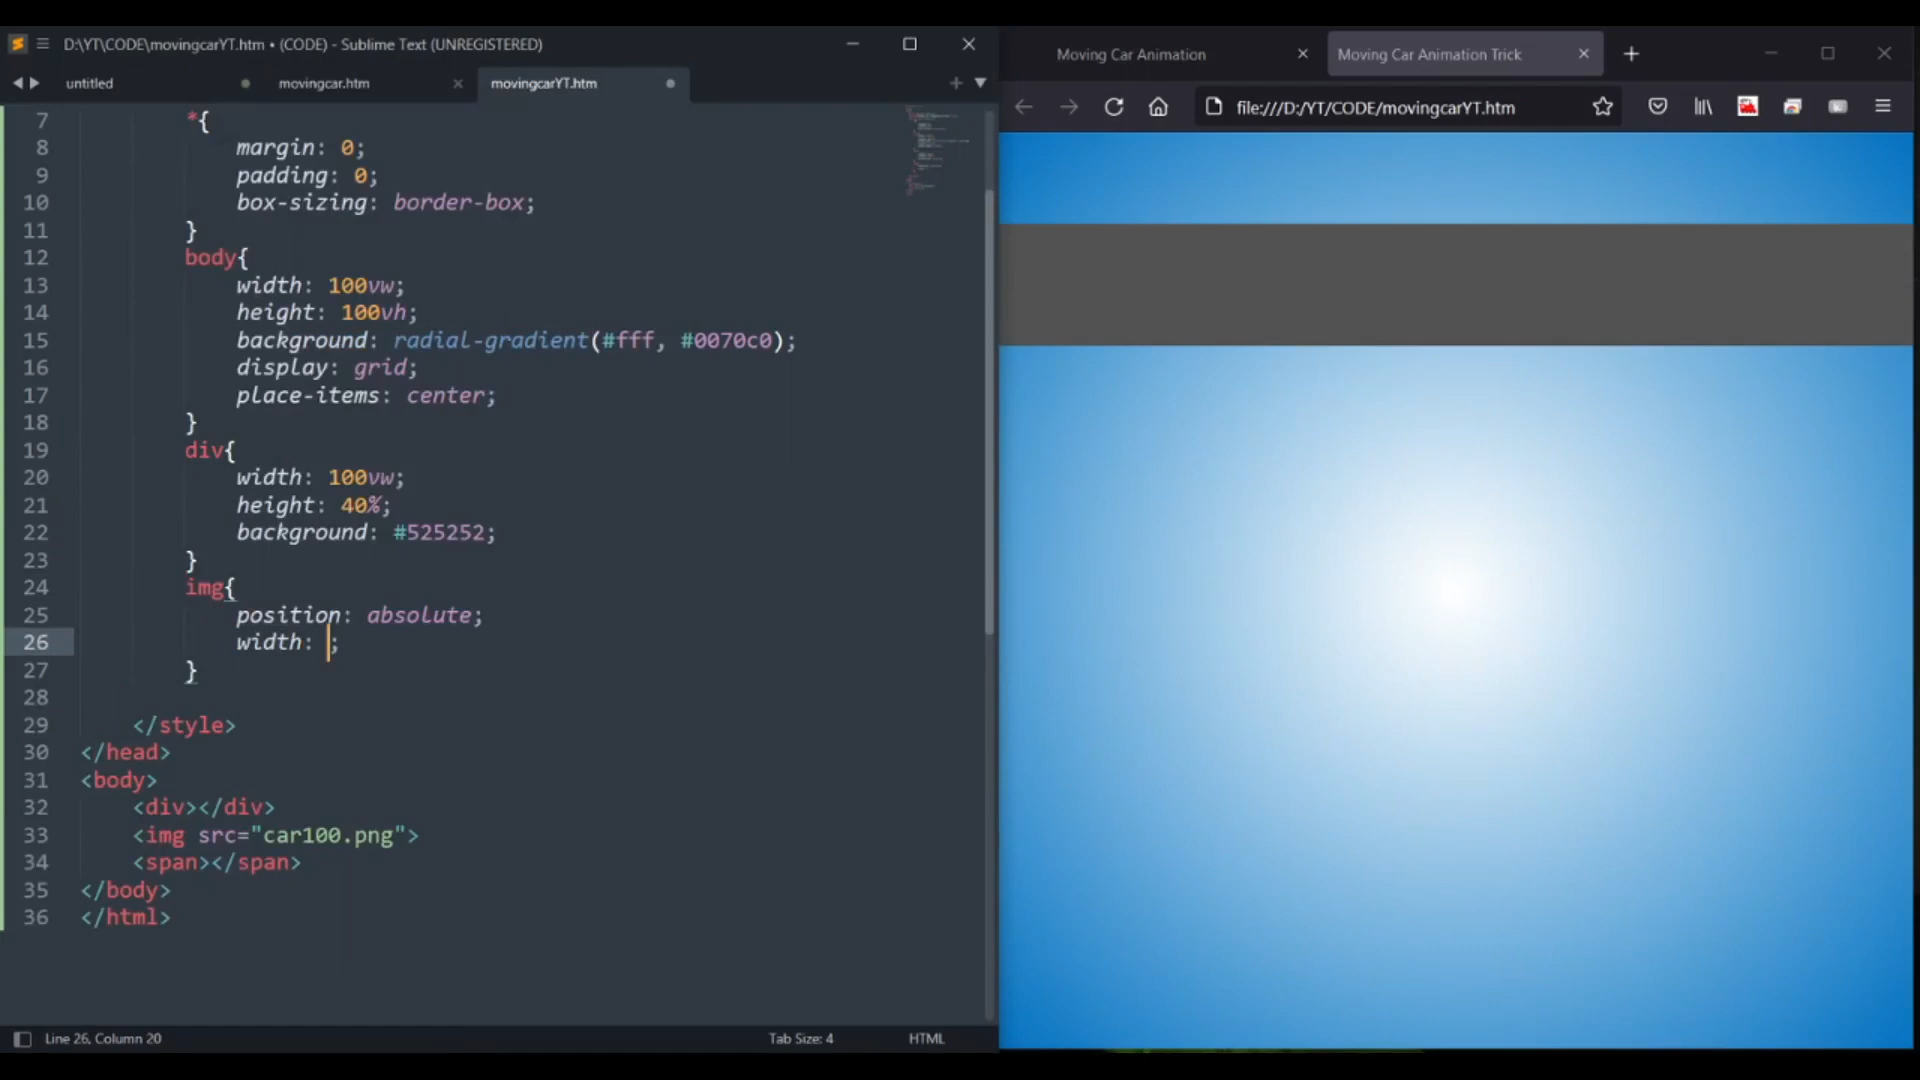 D:\YT\CODE\movingcarYT.htm • (CODE) - Sublime Text (UNREGISTERED)
untitled
movingcar.htm
movingcarYT.htm
7 *{
8 margin: 0;
9 padding: 0;
10 box-sizing: border-box;
11 }
12 body{
13 width: 100vw;
14 height: 100vh;
15 background: radial-gradient(#fff, #0070c0);
16 display: grid;
17 place-items: center;
18 }
19 div{
20 width: 100vw;
21 height: 40%;
22 background: #525252;
23 }
24 img{
25 position: absolute;
26 width: ;
27 }
28
29 </style>
30 </head>
31 <body>
32 <div></div>
33 <img src="car100.png">
34 <span></span>
35 </body>
36 </html>
Line 26, Column 20
Tab Size: 4
HTML
Moving Car Animation
Moving Car Animation Trick
file:///D:/YT/CODE/movingcarYT.htm